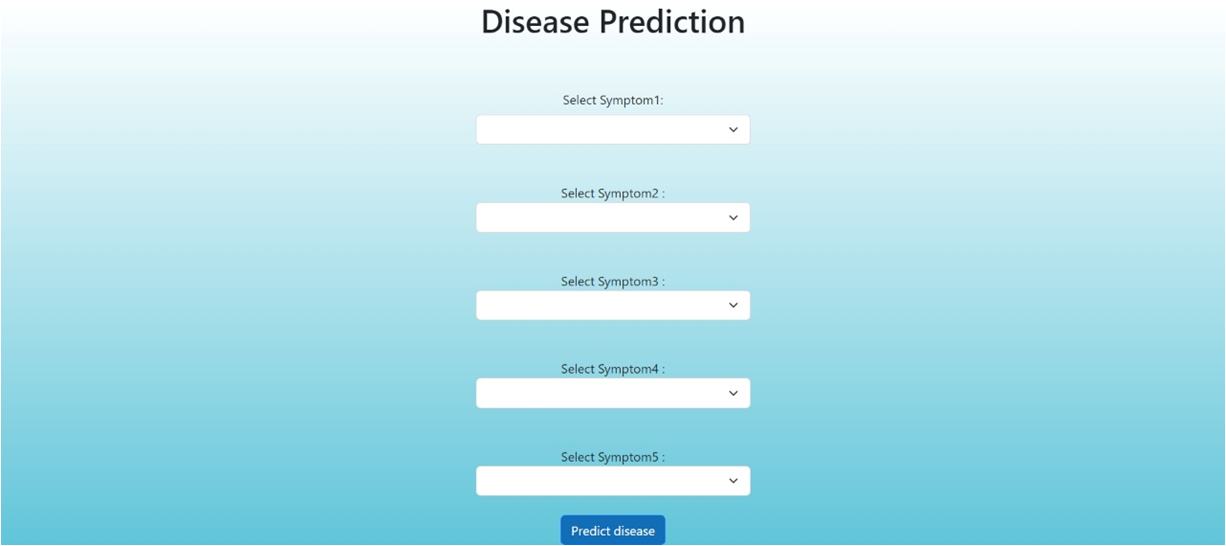 Disease Prediction
Select Symptom1:
Select Symptom2 :
Select Symptom3 :
Select Symptom4 :
Select Symptom5 :
Predict disease